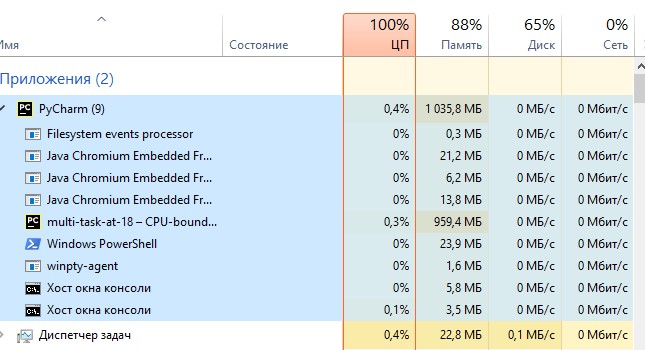 100% 88% 65% 0%
Имя Состояние ЦП Память Диск Сеть
Приложения (2)
PyCharm (9) 0,4% 1 035,8 МБ 0 МБ/с 0 Мбит/с
Filesystem events processor 0% 0,3 МБ 0 МБ/с 0 Мбит/с
Java Chromium Embedded Fr... 0% 21,2 МБ 0 МБ/с 0 Мбит/с
Java Chromium Embedded Fr... 0% 6,2 МБ 0 МБ/с 0 Мбит/с
Java Chromium Embedded Fr... 0% 13,8 МБ 0 МБ/с 0 Мбит/с
multi-task-at-18 – CPU-bound... 0,3% 959,4 МБ 0 МБ/с 0 Мбит/с
Windows PowerShell 0% 23,9 МБ 0 МБ/с 0 Мбит/с
winpty-agent 0% 1,6 МБ 0 МБ/с 0 Мбит/с
Хост окна консоли 0% 5,8 МБ 0 МБ/с 0 Мбит/с
Хост окна консоли 0,1% 3,5 МБ 0 МБ/с 0 Мбит/с
Диспетчер задач 0,4% 22,8 МБ 0,1 МБ/с 0 Мбит/с